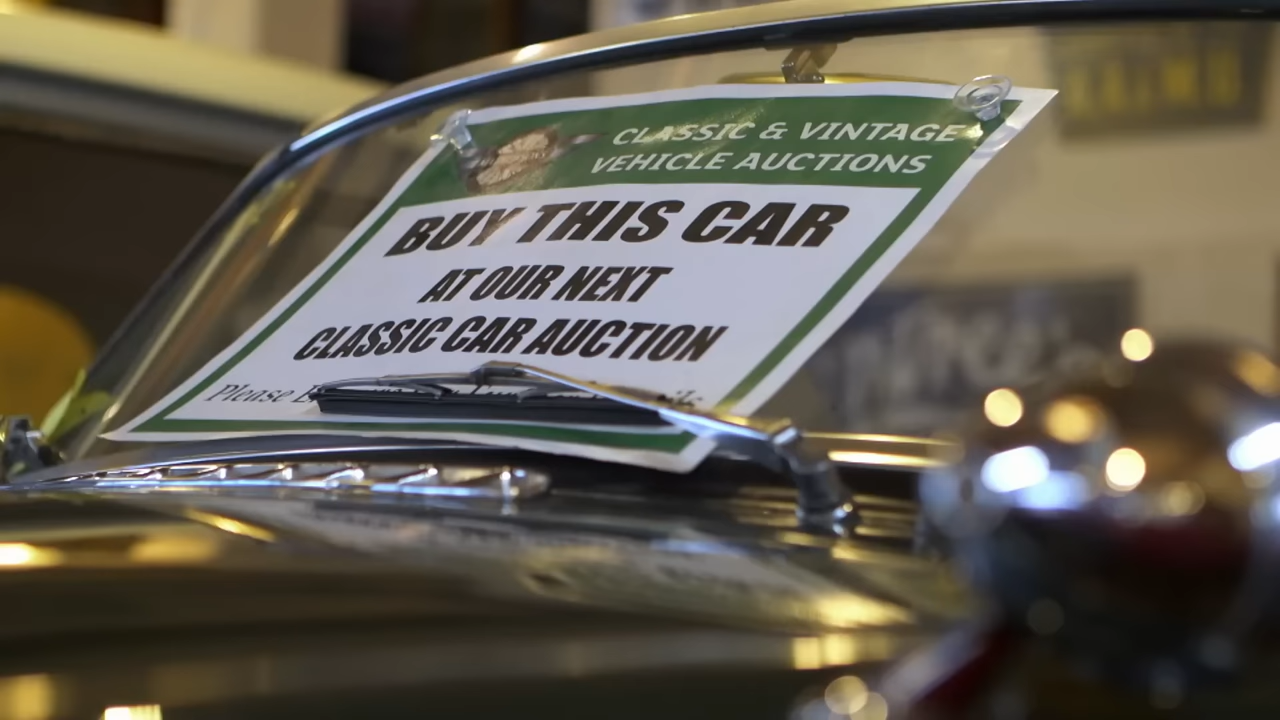 CLASSIC & VINTAGE
VEHICLE AUCTIONS
BUY THIS CAR
AT OUR NEXT
CLASSIC CAR AUCTION
Please